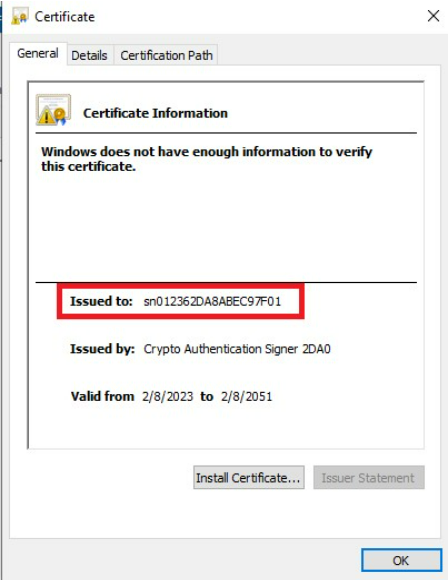 Certificate
General Details Certification Path
Certificate Information
Windows does not have enough information to verify
this certificate.
Issued to: sn012362DA8ABEC97F01
Issued by: Crypto Authentication Signer 2DA0
Valid from 2/8/2023 to 2/8/2051
Install Certificate... Issuer Statement
OK